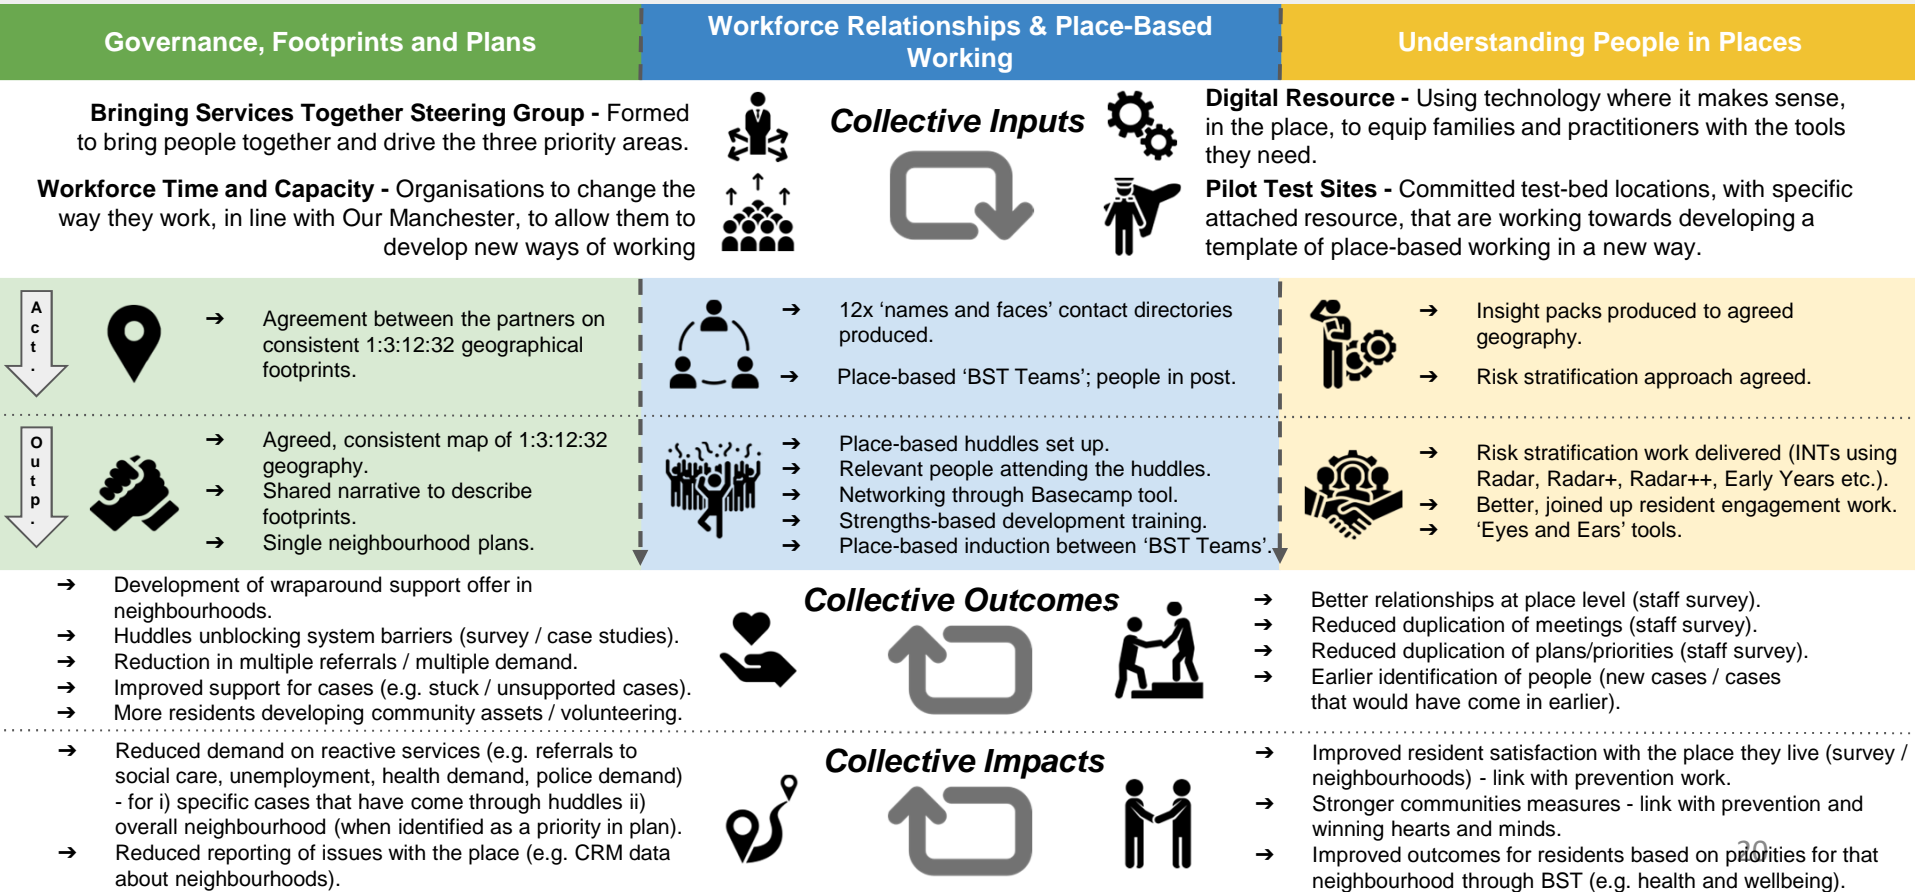 Governance, Footprints and Plans
Workforce Relationships & Place-Based
Working
Understanding People in Places
Bringing Services Together Steering Group - Formed
to bring people together and drive the three priority areas.
Workforce Time and Capacity - Organisations to change the
way they work, in line with Our Manchester, to allow them to
develop new ways of working
Collective Inputs
Digital Resource - Using technology where it makes sense,
in the place, to equip families and practitioners with the tools
they need.
Pilot Test Sites - Committed test-bed locations, with specific
attached resource, that are working towards developing a
template of place-based working in a new way.
A
c
t
.
➔ Agreement between the partners on
consistent 1:3:12:32 geographical
footprints.
➔ 12x ‘names and faces’ contact directories
produced.
➔ Place-based ‘BST Teams’; people in post.
➔ Insight packs produced to agreed
geography.
➔ Risk stratification approach agreed.
O
u
t
p
.
➔ Agreed, consistent map of 1:3:12:32
geography.
➔ Shared narrative to describe
footprints.
➔ Single neighbourhood plans.
➔ Place-based huddles set up.
➔ Relevant people attending the huddles.
➔ Networking through Basecamp tool.
➔ Strengths-based development training.
➔ Place-based induction between ‘BST Teams’.
➔ Risk stratification work delivered (INTs using
Radar, Radar+, Radar++, Early Years etc.).
➔ Better, joined up resident engagement work.
➔ ‘Eyes and Ears’ tools.
➔ Development of wraparound support offer in
neighbourhoods.
➔ Huddles unblocking system barriers (survey / case studies).
➔ Reduction in multiple referrals / multiple demand.
➔ Improved support for cases (e.g. stuck / unsupported cases).
➔ More residents developing community assets / volunteering.
Collective Outcomes
➔ Better relationships at place level (staff survey).
➔ Reduced duplication of meetings (staff survey).
➔ Reduced duplication of plans/priorities (staff survey).
➔ Earlier identification of people (new cases / cases
that would have come in earlier).
➔ Reduced demand on reactive services (e.g. referrals to
social care, unemployment, health demand, police demand)
- for i) specific cases that have come through huddles ii)
overall neighbourhood (when identified as a priority in plan).
➔ Reduced reporting of issues with the place (e.g. CRM data
about neighbourhoods).
Collective Impacts
➔ Improved resident satisfaction with the place they live (survey /
neighbourhoods) - link with prevention work.
➔ Stronger communities measures - link with prevention and
winning hearts and minds.
➔ Improved outcomes for residents based on priorities for that
neighbourhood through BST (e.g. health and wellbeing).
20